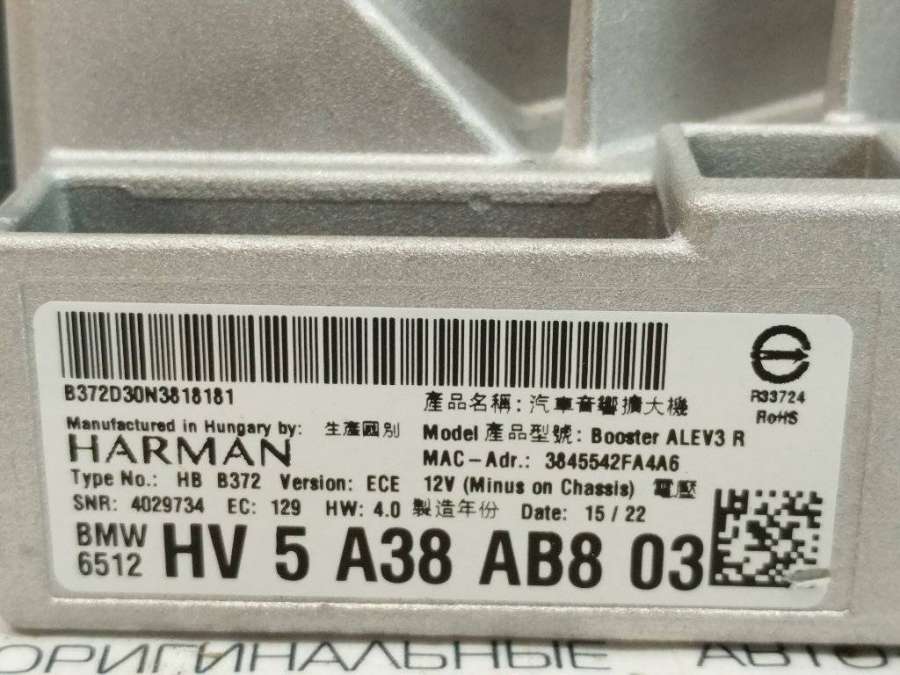 B372D30N3818181
產品名稱: 汽車音響擴大機
R33724
RoHS
Manufactured in Hungary by: 生產國別
HARMAN
Model 產品型號: Booster ALEV3 R
MAC-Adr.: 3845542FA4A6
Type No.: HB B372 Version: ECE 12V (Minus on Chassis) 電壓
SNR: 4029734 EC: 129 HW: 4.0 製造年份 Date: 15/22
BMW 6512 HV 5 A38 AB8 03
ОРИГИНАЛЬНЫЕ АВТО